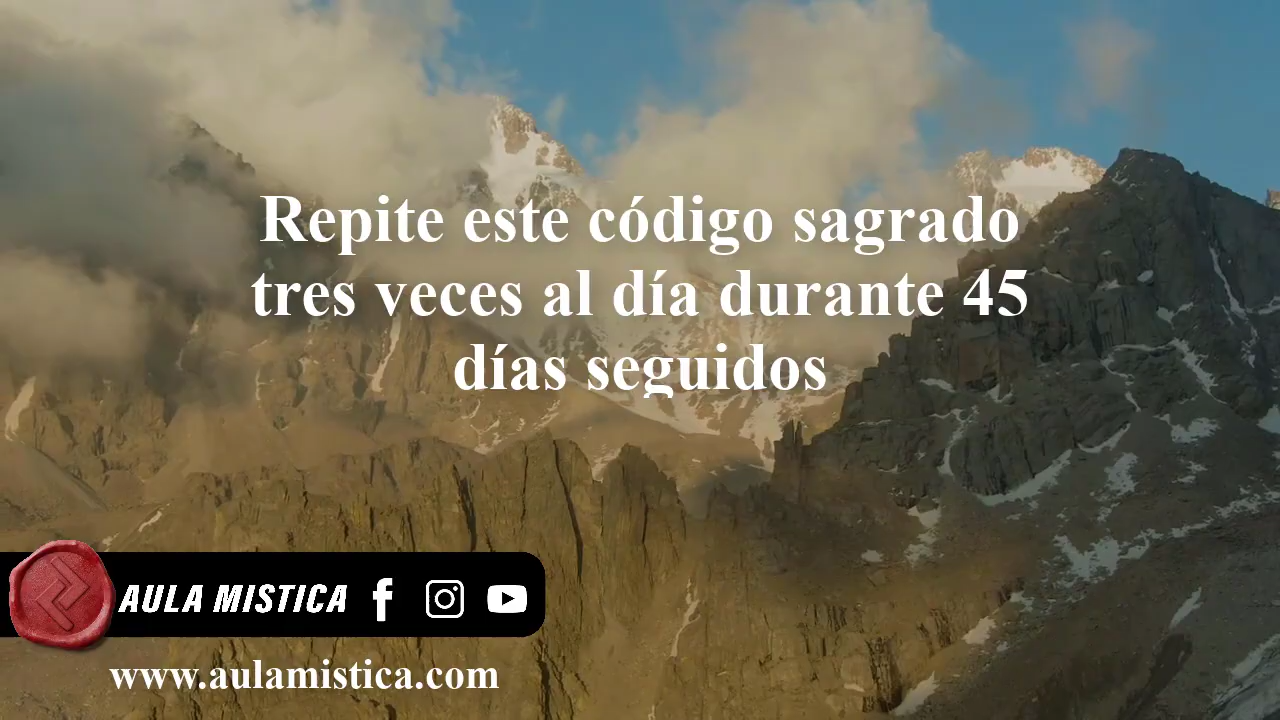 Repite este código sagrado
tres veces al día durante 45
días seguidos
AULA MISTICA
www.aulamistica.com